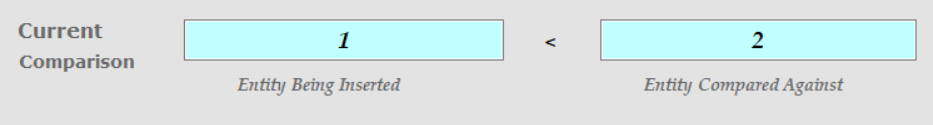 Current
Comparison
1 < 2
Entity Being Inserted Entity Compared Against